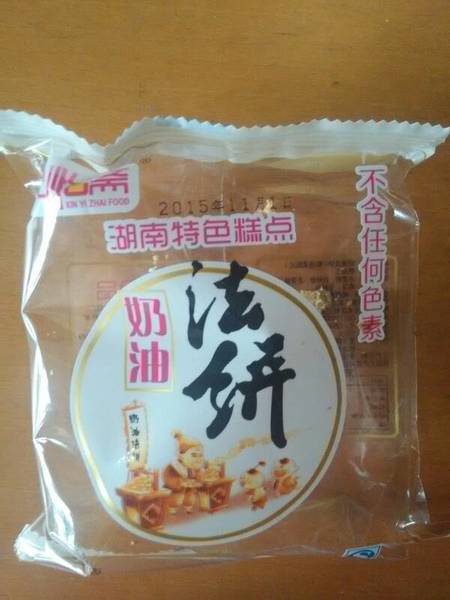 XIN YI ZHAI FOOD
2015年11月
湖南特色糕点
不含任何色素
奶油
法饼